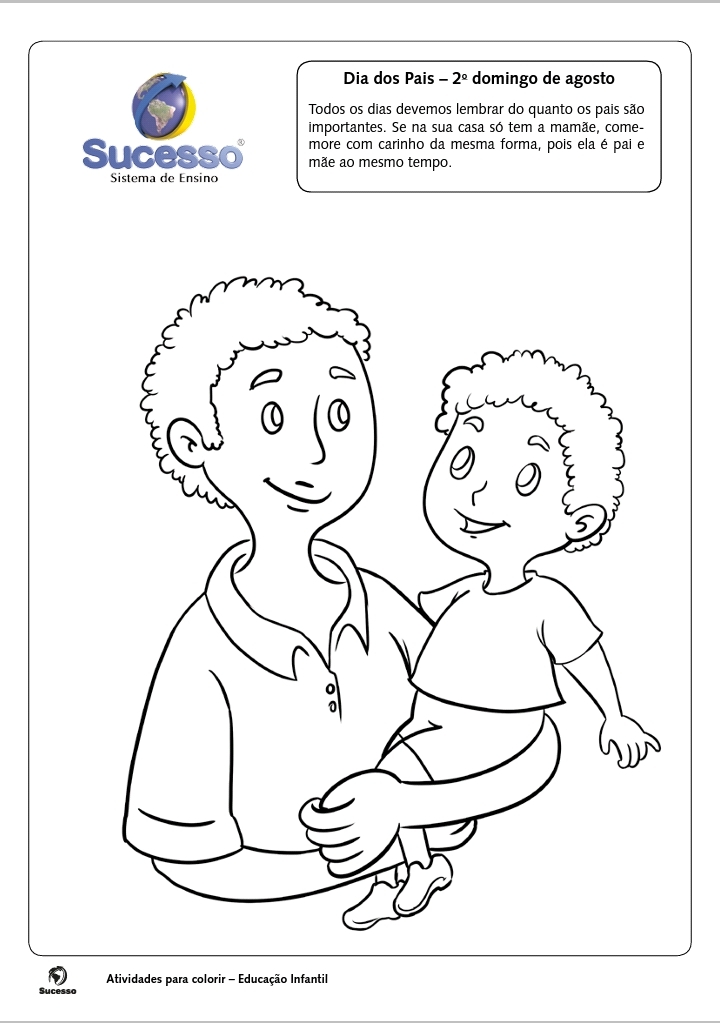 Sucesso®
Sistema de Ensino
Dia dos Pais – 2º domingo de agosto
Todos os dias devemos lembrar do quanto os pais são
importantes. Se na sua casa só tem a mamãe, come-
more com carinho da mesma forma, pois ela é pai e
mãe ao mesmo tempo.
Sucesso
Atividades para colorir – Educação Infantil